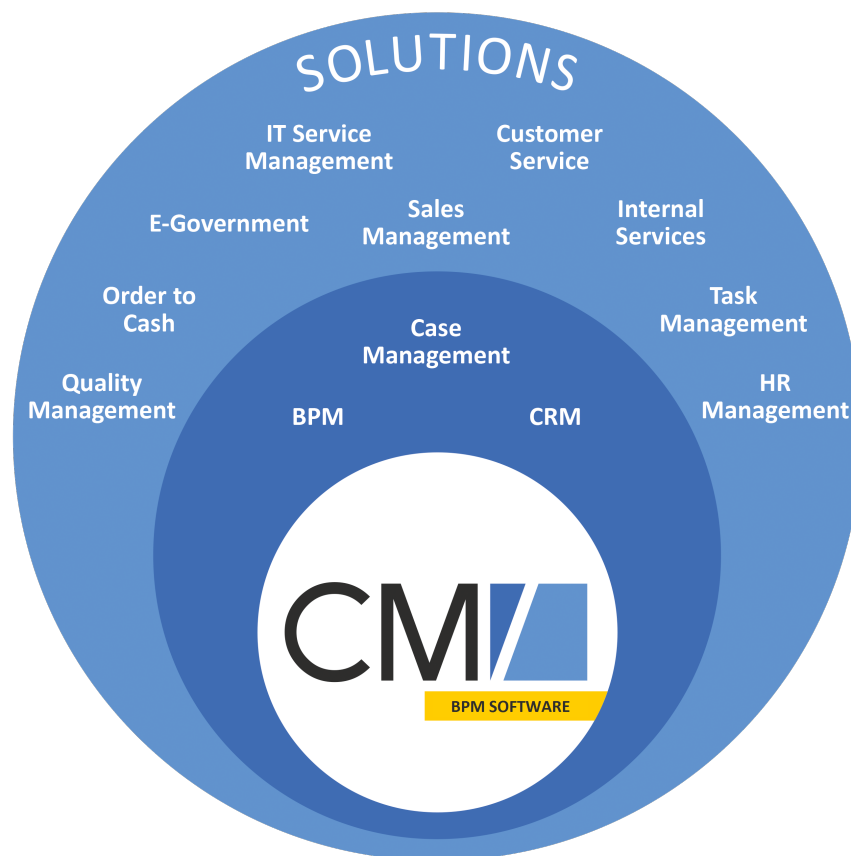 SOLUTIONS
IT Service
Management
Customer
Service
E-Government
Sales
Management
Internal
Services
Order to
Cash
Task
Management
Case
Management
Quality
Management
HR
Management
BPM
CRM
CM
BPM SOFTWARE